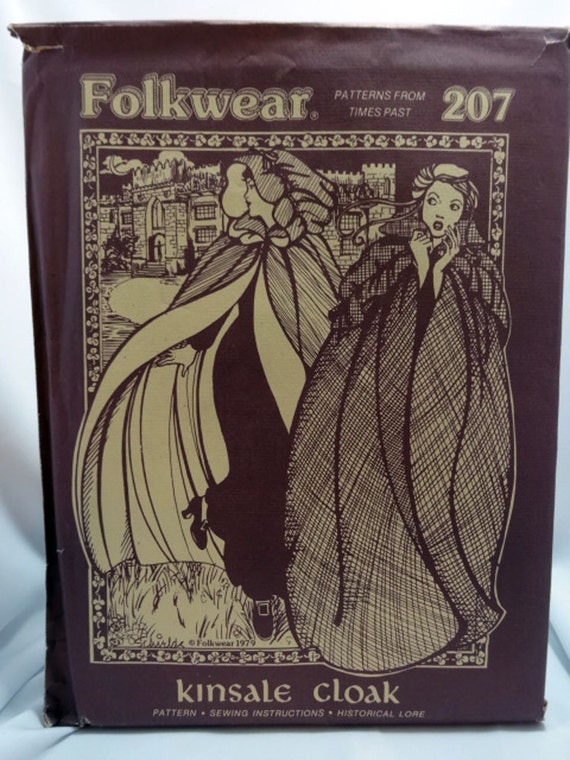 Folkwear® PATTERNS FROM TIMES PAST 207
© Folkwear 1979
KINSALE CLOAK
PATTERN • SEWING INSTRUCTIONS • HISTORICAL LORE